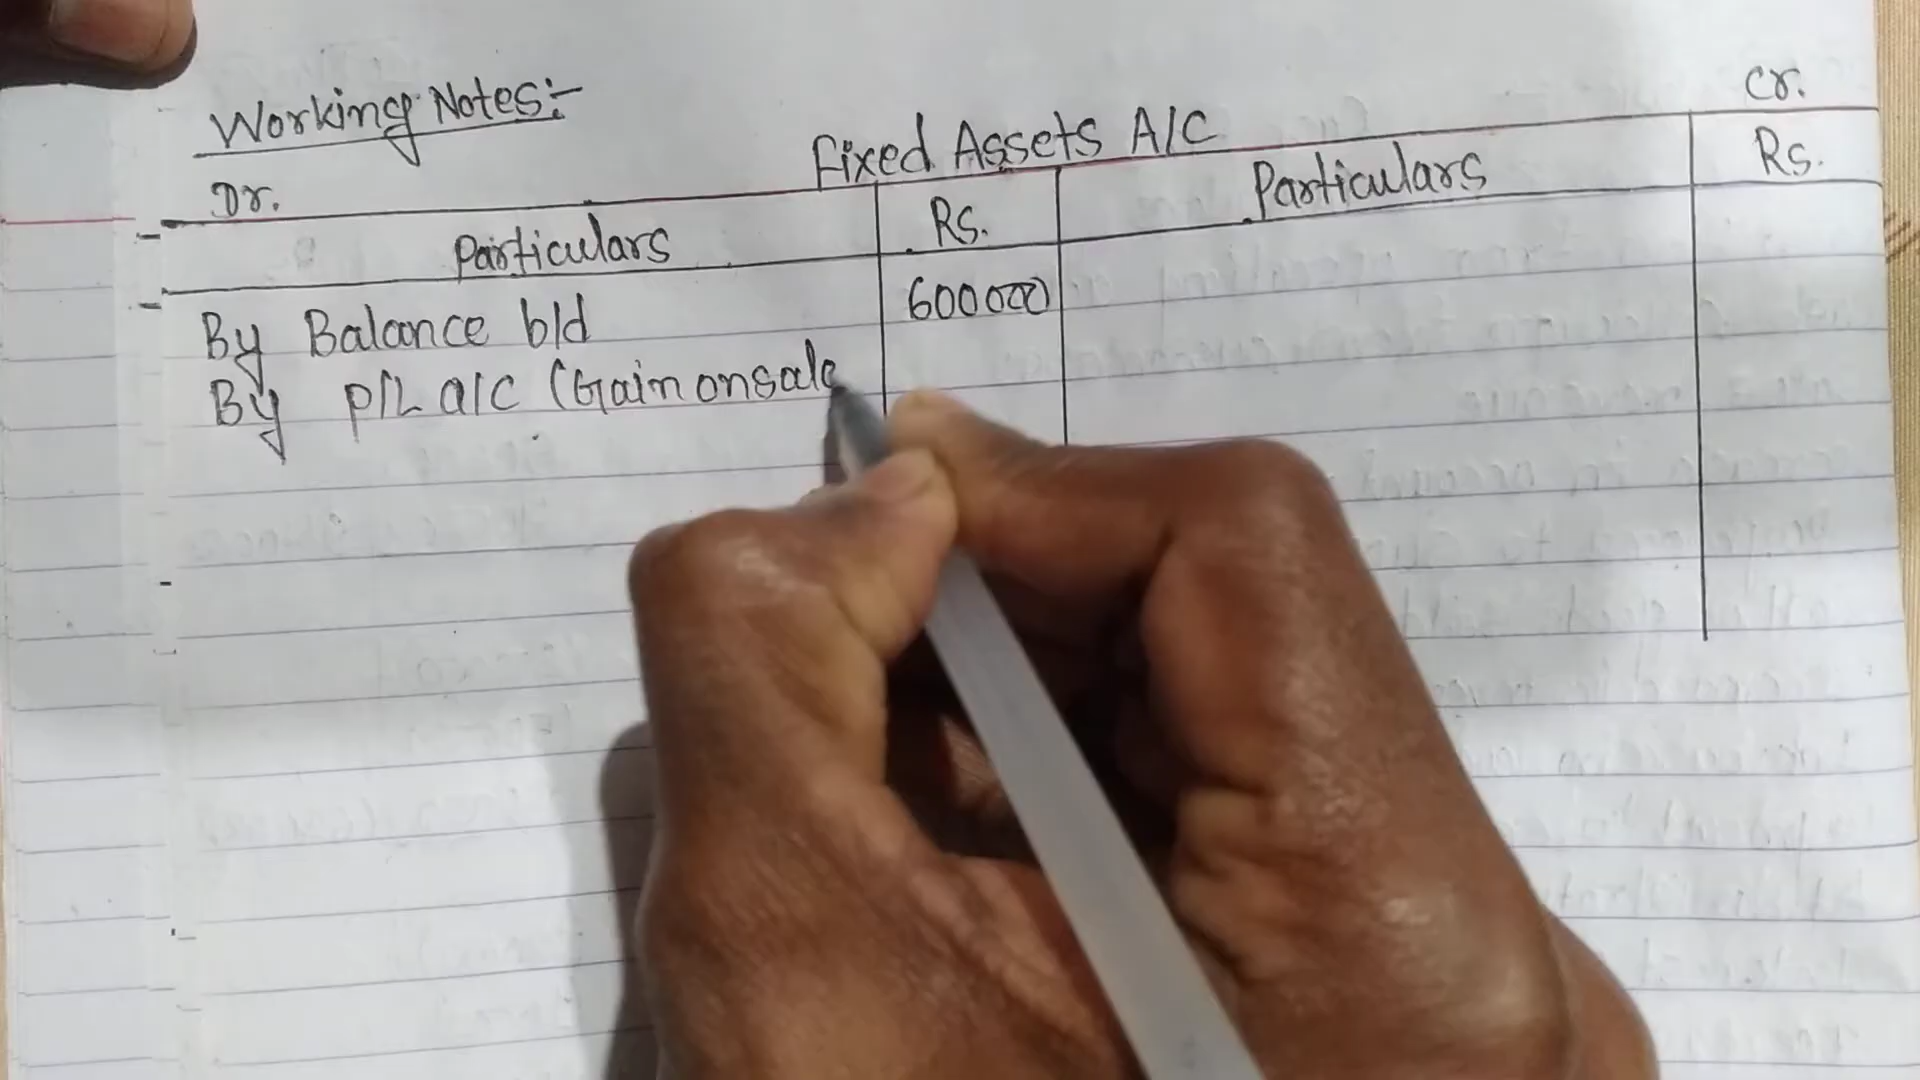 Working Notes:-
Fixed Assets A/C
Dr.
Cr.
Particulars Rs. Particulars Rs.
By Balance b/d 600000
By P/L a/c (Gain on sale